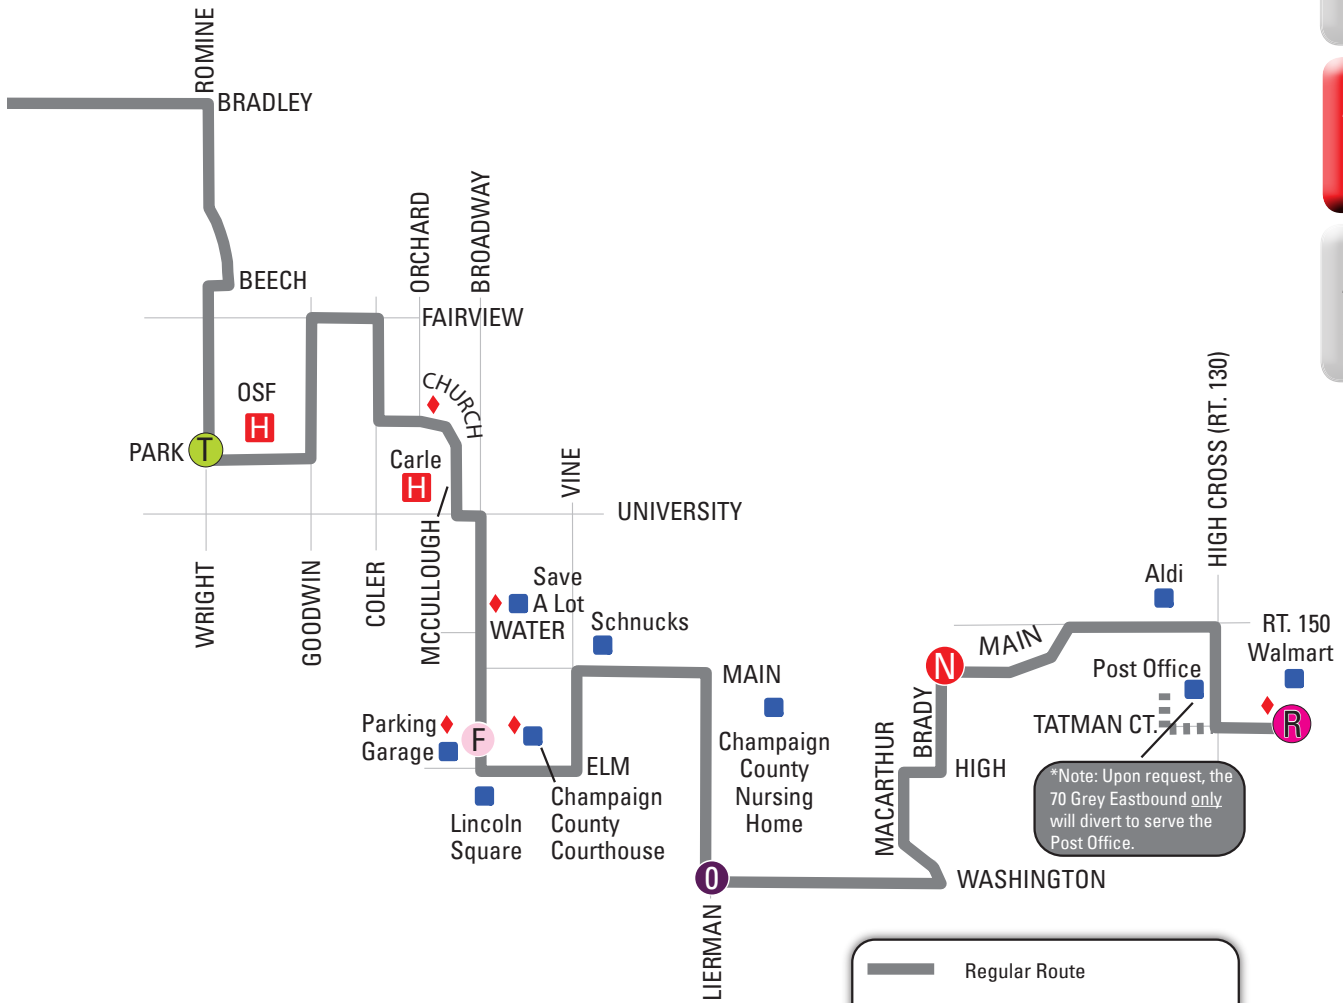 ROMINE
BRADLEY
ORCHARD
BROADWAY
BEECH
FAIRVIEW
HIGH CROSS (RT. 130)
CHURCH
OSF
H
PARK
T
Carle
H
VINE
UNIVERSITY
WRIGHT
GOODWIN
COLER
MCCULLOUGH
Save
A Lot
WATER
Schnucks
Aldi
RT. 150
Walmart
MAIN
N
Post Office
MAIN
BRADY
TATMAN CT.
R
Parking
Garage
F
Champaign
County
Nursing
Home
MACARTHUR
HIGH
ELM
*Note: Upon request, the
70 Grey Eastbound only
will divert to serve the
Post Office.
Champaign
County
Courthouse
Lincoln
Square
O
WASHINGTON
LIERMAN
Regular Route